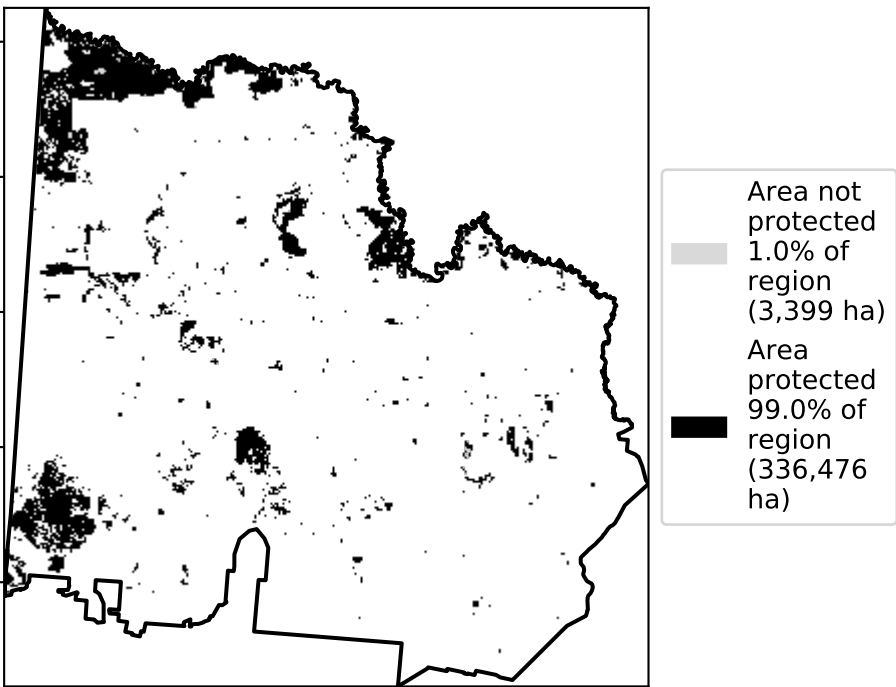 Area not
protected
1.0% of
region
(3,399 ha)
Area
protected
99.0% of
region
(336,476
ha)